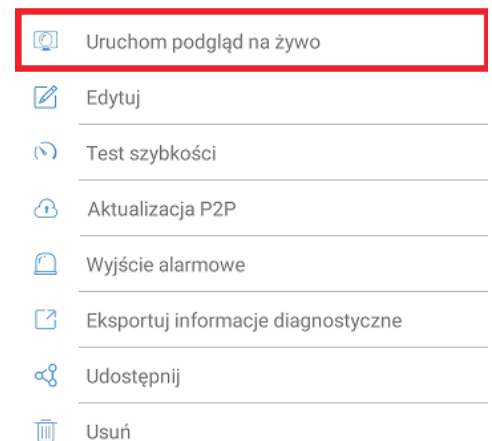 Uruchom podgląd na żywo
Edytuj
Test szybkości
Aktualizacja P2P
Wyjście alarmowe
Eksportuj informacje diagnostyczne
Udostępnij
Usuń